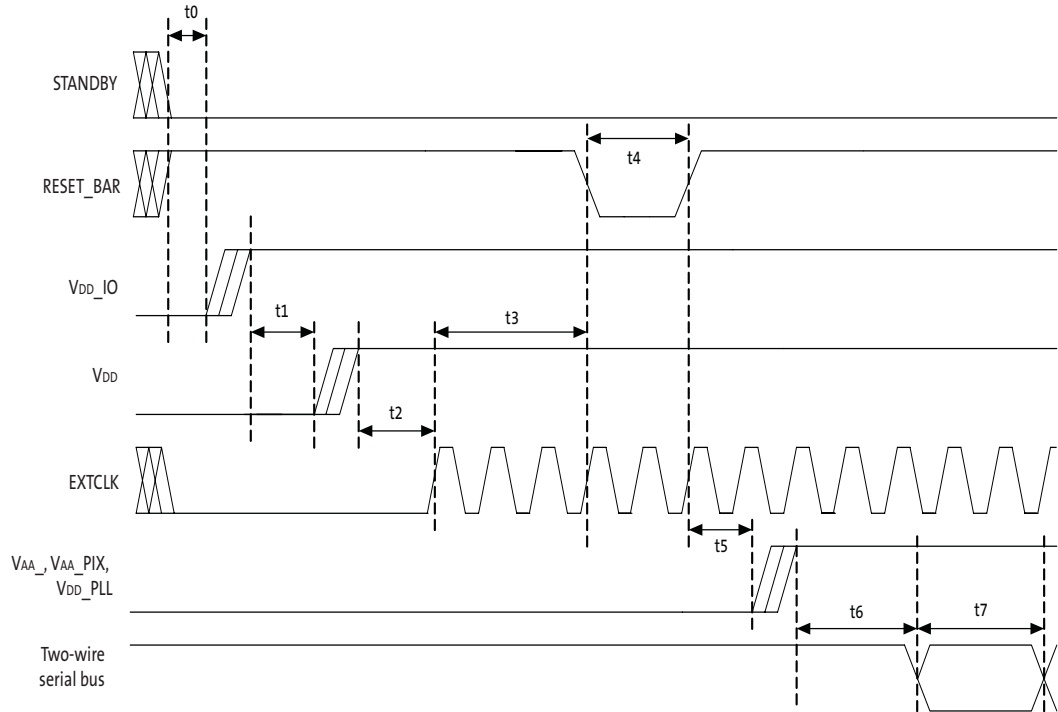 t0
STANDBY
t4
RESET_BAR
VDD_IO
t1
t3
VDD
t2
EXTCLK
t5
VAA_, VAA_PIX,
VDD_PLL
t6
t7
Two-wire
serial bus